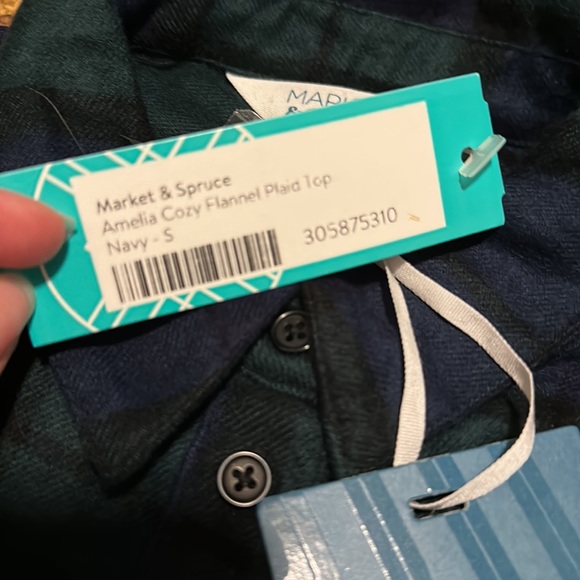 Market & Spruce
Amelia Cozy Flannel Plaid Top
Navy - S
305875310